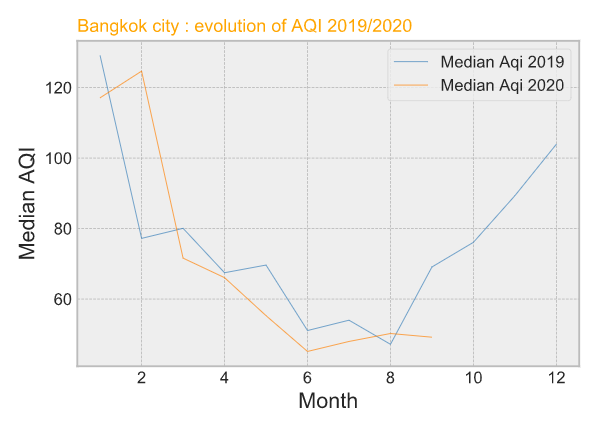 Bangkok city : evolution of AQI 2019/2020
Median Aqi 2019
Median Aqi 2020
Median AQI
120
100
80
60
2 4 6 8 10 12
Month